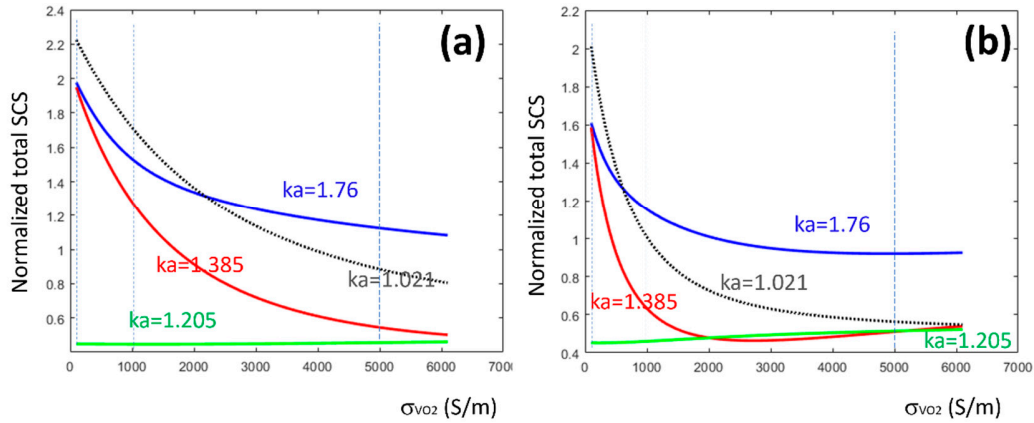 (a)
Normalized total SCS
2.4
2.2
2
1.8
1.6
1.4
1.2
1
0.8
0.6
ka=1.76
ka=1.385
ka=1.021
ka=1.205
0
1000
2000
3000
4000
5000
6000
7000
σVO2 (S/m)
(b)
Normalized total SCS
2.2
2
1.8
1.6
1.4
1.2
1
0.8
0.6
0.4
ka=1.76
ka=1.021
ka=1.385
ka=1.205
0
1000
2000
3000
4000
5000
6000
7000
σVO2 (S/m)